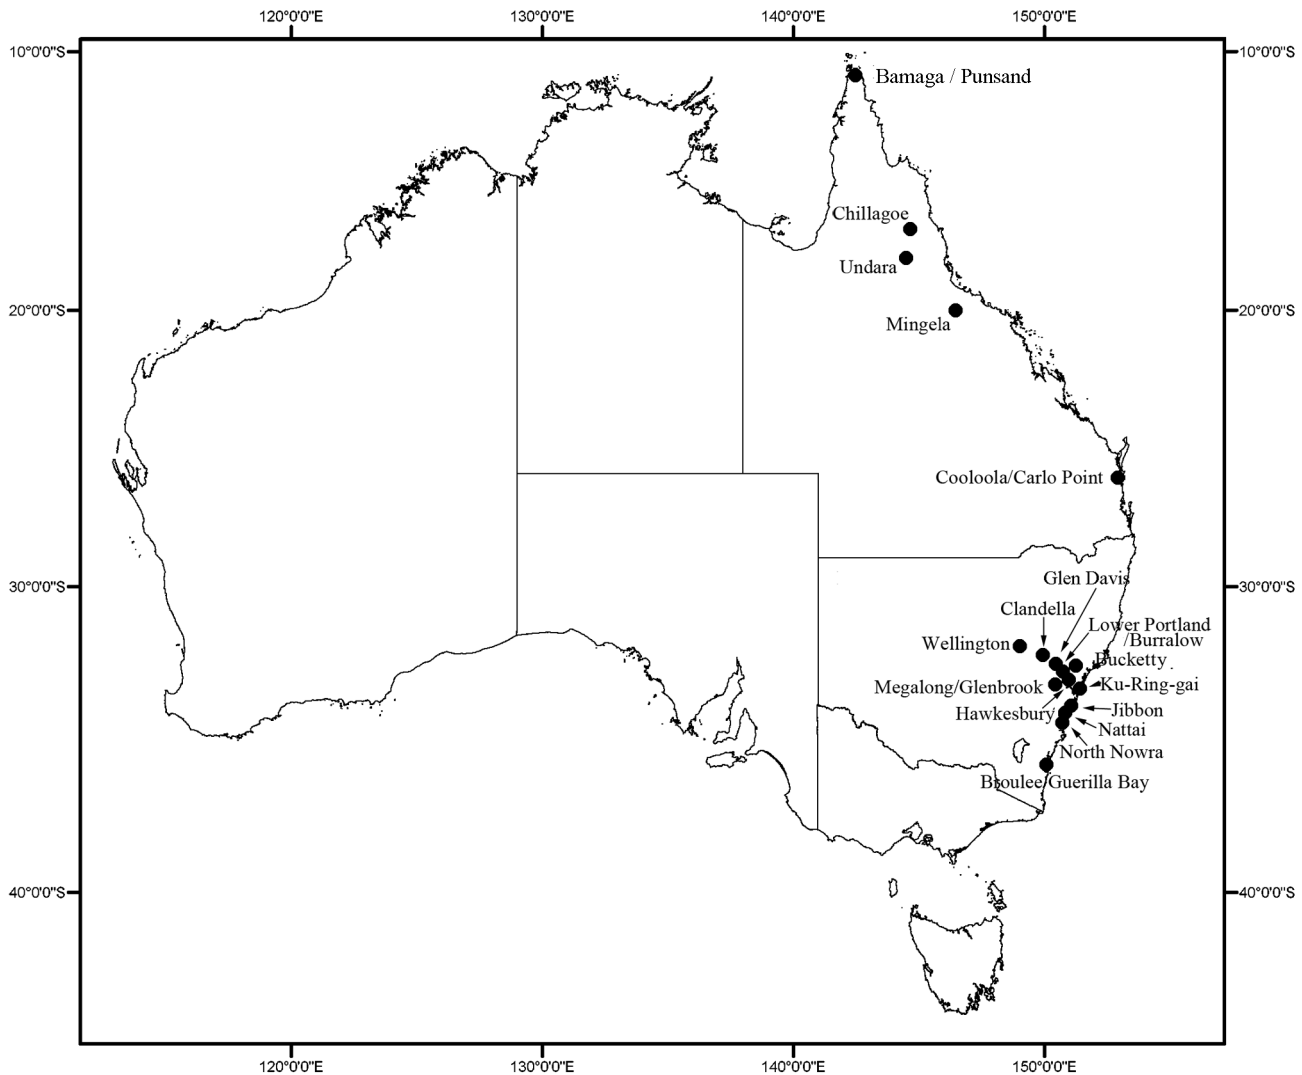 120°0'0"E 130°0'0"E 140°0'0"E 150°0'0"E
10°0'0"S 10°0'0"S
Bamaga / Punsand
Chillagoe
Undara
20°0'0"S 20°0'0"S
Mingela
Cooloola/Carlo Point
Glen Davis
30°0'0"S 30°0'0"S
Clandella
Lower Portland
/Burralow
Wellington
Bucketty
Megalong/Glenbrook
Ku-Ring-gai
Hawkesbury
Jibbon
Nattai
North Nowra
Broulee/Guerilla Bay
40°0'0"S 40°0'0"S
120°0'0"E 130°0'0"E 140°0'0"E 150°0'0"E